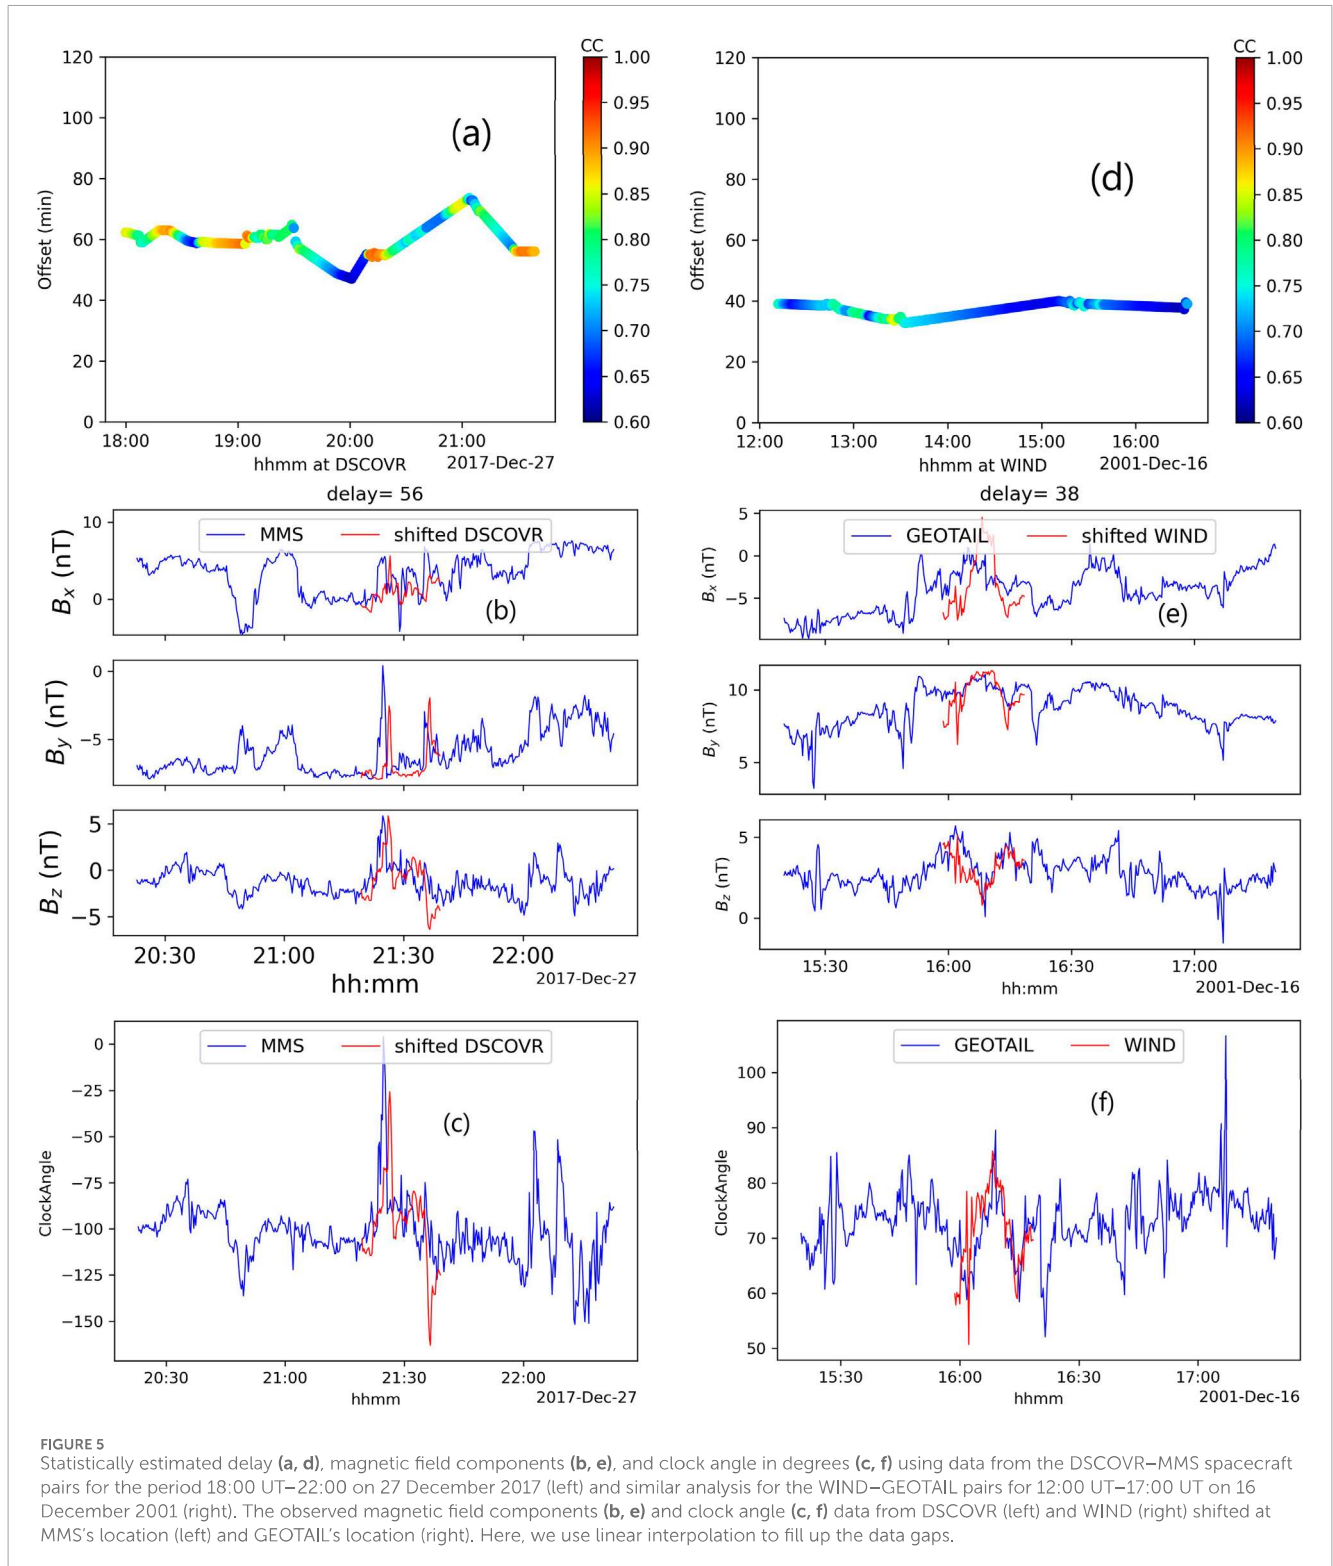 CC
120
100
80
60
40
20
0
Offset (min)
(a)
1.00
0.95
0.90
0.85
0.80
0.75
0.70
0.65
0.60
18:00 19:00 20:00 21:00
hhmm at DSCOVR 2017-Dec-27
CC
120
100
80
60
40
20
0
Offset (min)
(d)
1.00
0.95
0.90
0.85
0.80
0.75
0.70
0.65
0.60
12:00 13:00 14:00 15:00 16:00
hhmm at WIND 2001-Dec-16
delay= 56
MMS shifted DSCOVR
10
0
Bx (nT)
(b)
0
−5
By (nT)
5
0
−5
Bz (nT)
20:30 21:00 21:30 22:00
hh:mm 2017-Dec-27
delay= 38
GEOTAIL shifted WIND
5
0
−5
Bx (nT)
(e)
10
5
By (nT)
5
0
Bz (nT)
15:30 16:00 16:30 17:00
hh:mm 2001-Dec-16
MMS shifted DSCOVR
0
−25
−50
−75
−100
−125
−150
ClockAngle
(c)
20:30 21:00 21:30 22:00
hhmm 2017-Dec-27
GEOTAIL WIND
100
90
80
70
60
50
ClockAngle
(f)
15:30 16:00 16:30 17:00
hhmm 2001-Dec-16
FIGURE 5
Statistically estimated delay (a, d), magnetic field components (b, e), and clock angle in degrees (c, f) using data from the DSCOVR–MMS spacecraft
pairs for the period 18:00 UT–22:00 on 27 December 2017 (left) and similar analysis for the WIND–GEOTAIL pairs for 12:00 UT–17:00 UT on 16
December 2001 (right). The observed magnetic field components (b, e) and clock angle (c, f) data from DSCOVR (left) and WIND (right) shifted at
MMS's location (left) and GEOTAIL's location (right). Here, we use linear interpolation to fill up the data gaps.